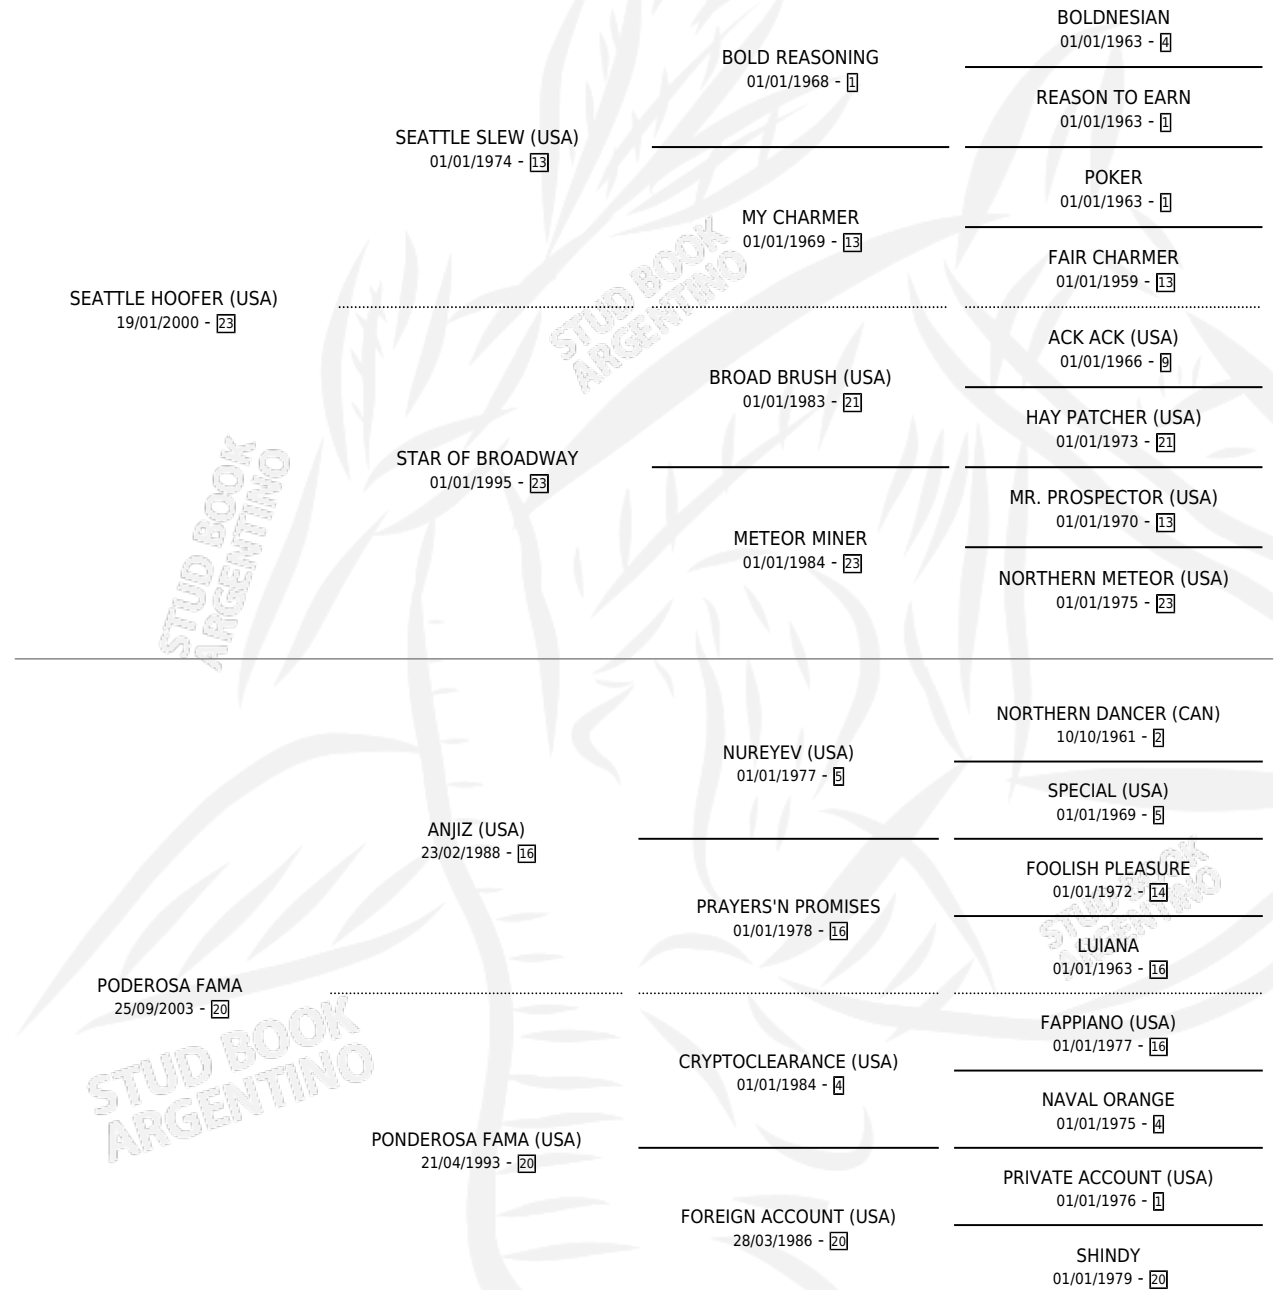 BOLDNESIAN
01/01/1963 - 4
BOLD REASONING
01/01/1968 - 1
REASON TO EARN
01/01/1963 - 1
SEATTLE SLEW (USA)
01/01/1974 - 13
POKER
01/01/1963 - 1
MY CHARMER
01/01/1969 - 13
FAIR CHARMER
01/01/1959 - 13
SEATTLE HOOFER (USA)
19/01/2000 - 23
STUD BOOK
ARGENTINO
ACK ACK (USA)
01/01/1966 - 9
BROAD BRUSH (USA)
01/01/1983 - 21
HAY PATCHER (USA)
01/01/1973 - 21
STAR OF BROADWAY
01/01/1995 - 23
MR. PROSPECTOR (USA)
01/01/1970 - 13
METEOR MINER
01/01/1984 - 23
NORTHERN METEOR (USA)
01/01/1975 - 23
STUD BOOK
ARGENTINO
NORTHERN DANCER (CAN)
10/10/1961 - 2
NUREYEV (USA)
01/01/1977 - 5
SPECIAL (USA)
01/01/1969 - 5
ANJIZ (USA)
23/02/1988 - 16
FOOLISH PLEASURE
01/01/1972 - 14
PRAYERS'N PROMISES
01/01/1978 - 16
LUIANA
01/01/1963 - 16
STUD BOOK
ARGENTINO
PODEROSA FAMA
25/09/2003 - 20
FAPPIANO (USA)
01/01/1977 - 16
CRYPTOCLEARANCE (USA)
01/01/1984 - 4
NAVAL ORANGE
01/01/1975 - 4
STUD BOOK
ARGENTINO
PONDEROSA FAMA (USA)
21/04/1993 - 20
PRIVATE ACCOUNT (USA)
01/01/1976 - 1
FOREIGN ACCOUNT (USA)
28/03/1986 - 20
SHINDY
01/01/1979 - 20